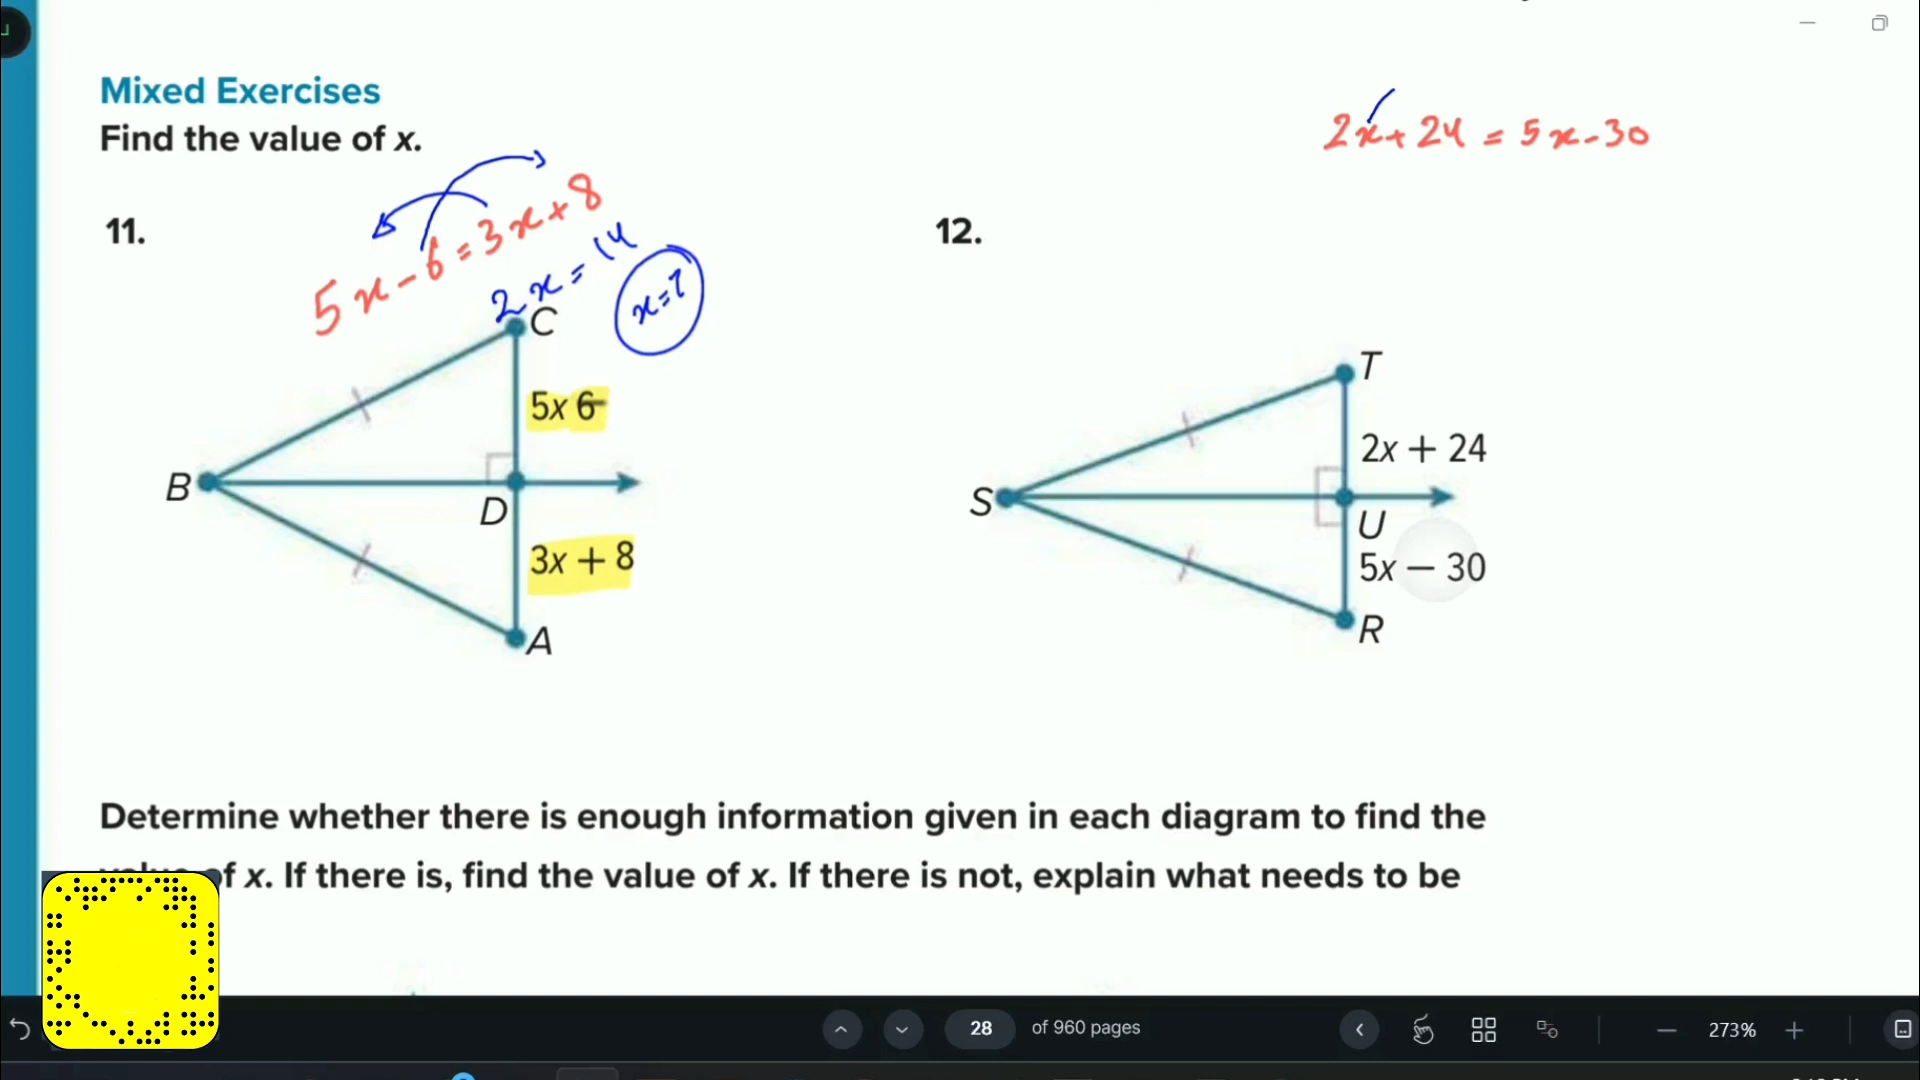 Mixed Exercises
Find the value of x.
2x + 24 = 5x - 30
11.
5x - 6 = 3x + 8
2x = 14
x = 7
12.
C
5x 6
B
D
3x + 8
A
T
2x + 24
S
U
5x − 30
R
Determine whether there is enough information given in each diagram to find the
of x. If there is, find the value of x. If there is not, explain what needs to be
28 of 960 pages
273%